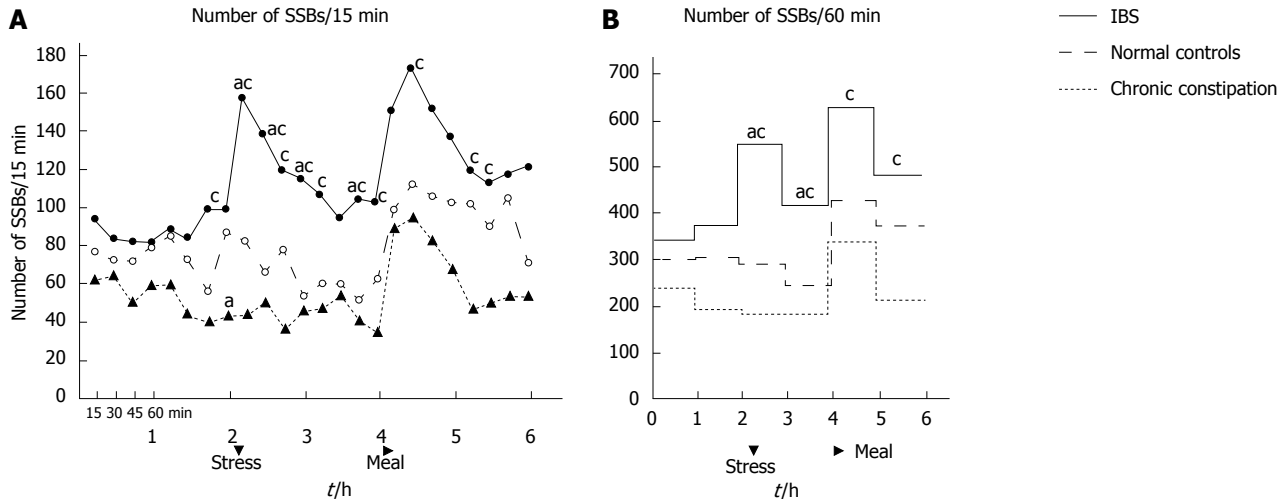 A
Number of SSBs/15 min
Number of SSBs/15 min
180
160
140
120
100
80
60
40
20
0
c
ac
ac
c
ac
c
ac
c
c
c
c
a
15 30 45 60 min
1 2 3 4 5 6
Stress Meal
t/h
B
Number of SSBs/60 min
700
600
500
400
300
200
100
0
ac
ac
c
c
0 1 2 3 4 5 6
Stress Meal
t/h
IBS
Normal controls
Chronic constipation